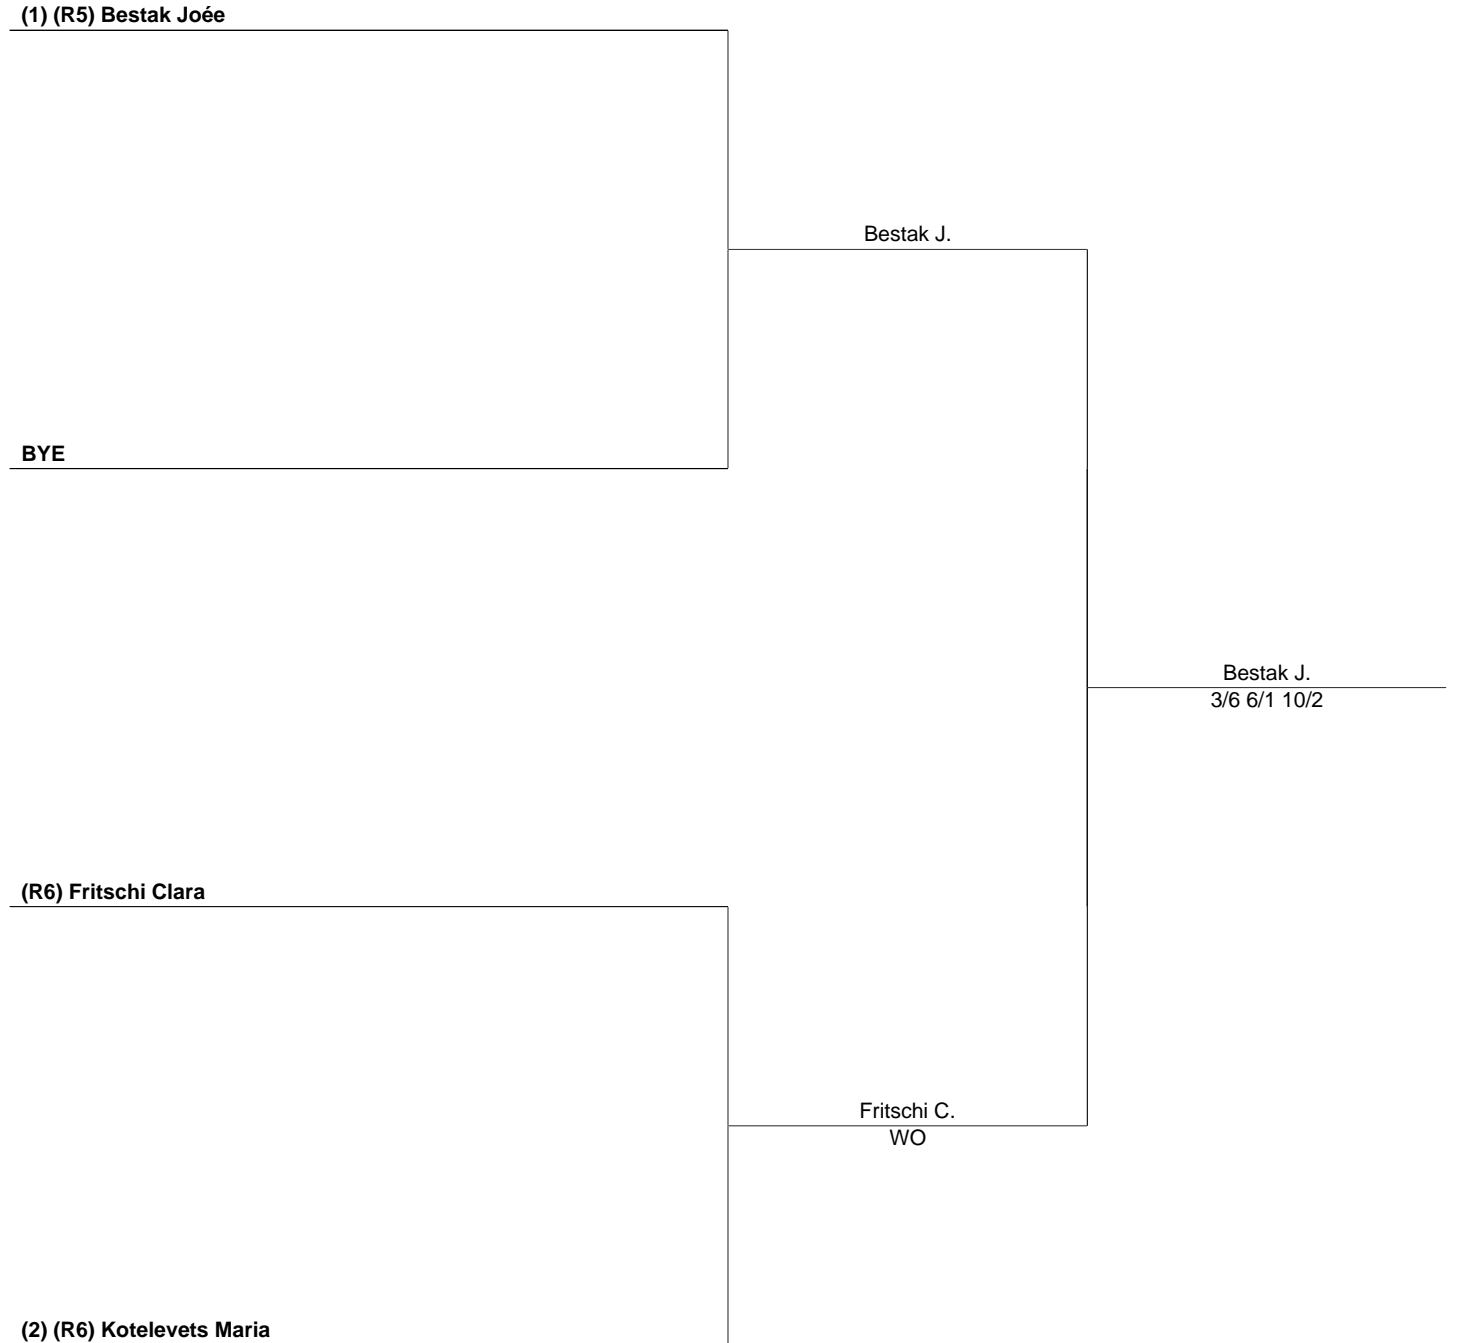 (1) (R5) Bestak Joée
Bestak J.
BYE
Bestak J.
3/6 6/1 10/2
(R6) Fritschi Clara
Fritschi C.
WO
(2) (R6) Kotelevets Maria